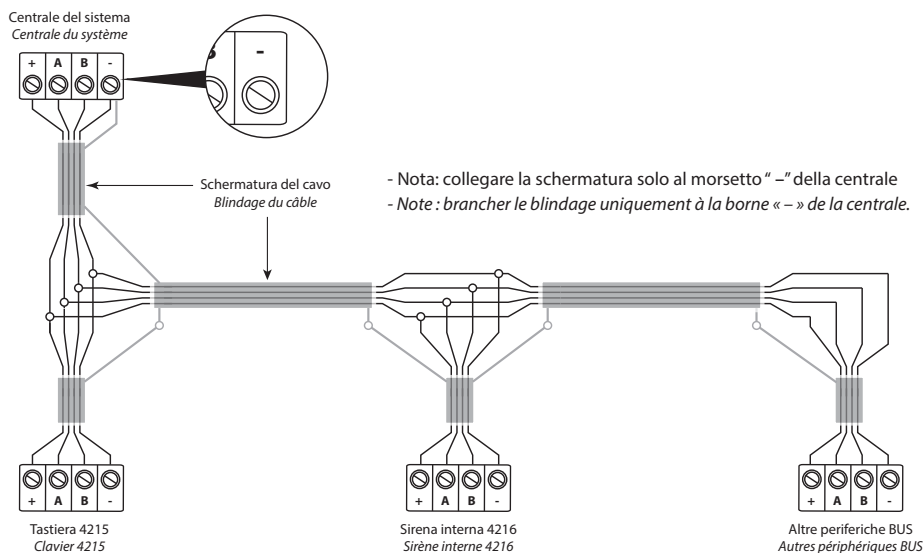 Centrale del sistema
Centrale du système
+ A B -
-
Schermatura del cavo
Blindage du câble
- Nota: collegare la schermatura solo al morsetto “ –” della centrale
- Note : brancher le blindage uniquement à la borne « – » de la centrale.
+ A B -
Tastiera 4215
Clavier 4215
+ A B -
Sirena interna 4216
Sirène interne 4216
+ A B -
Altre periferiche BUS
Autres périphériques BUS